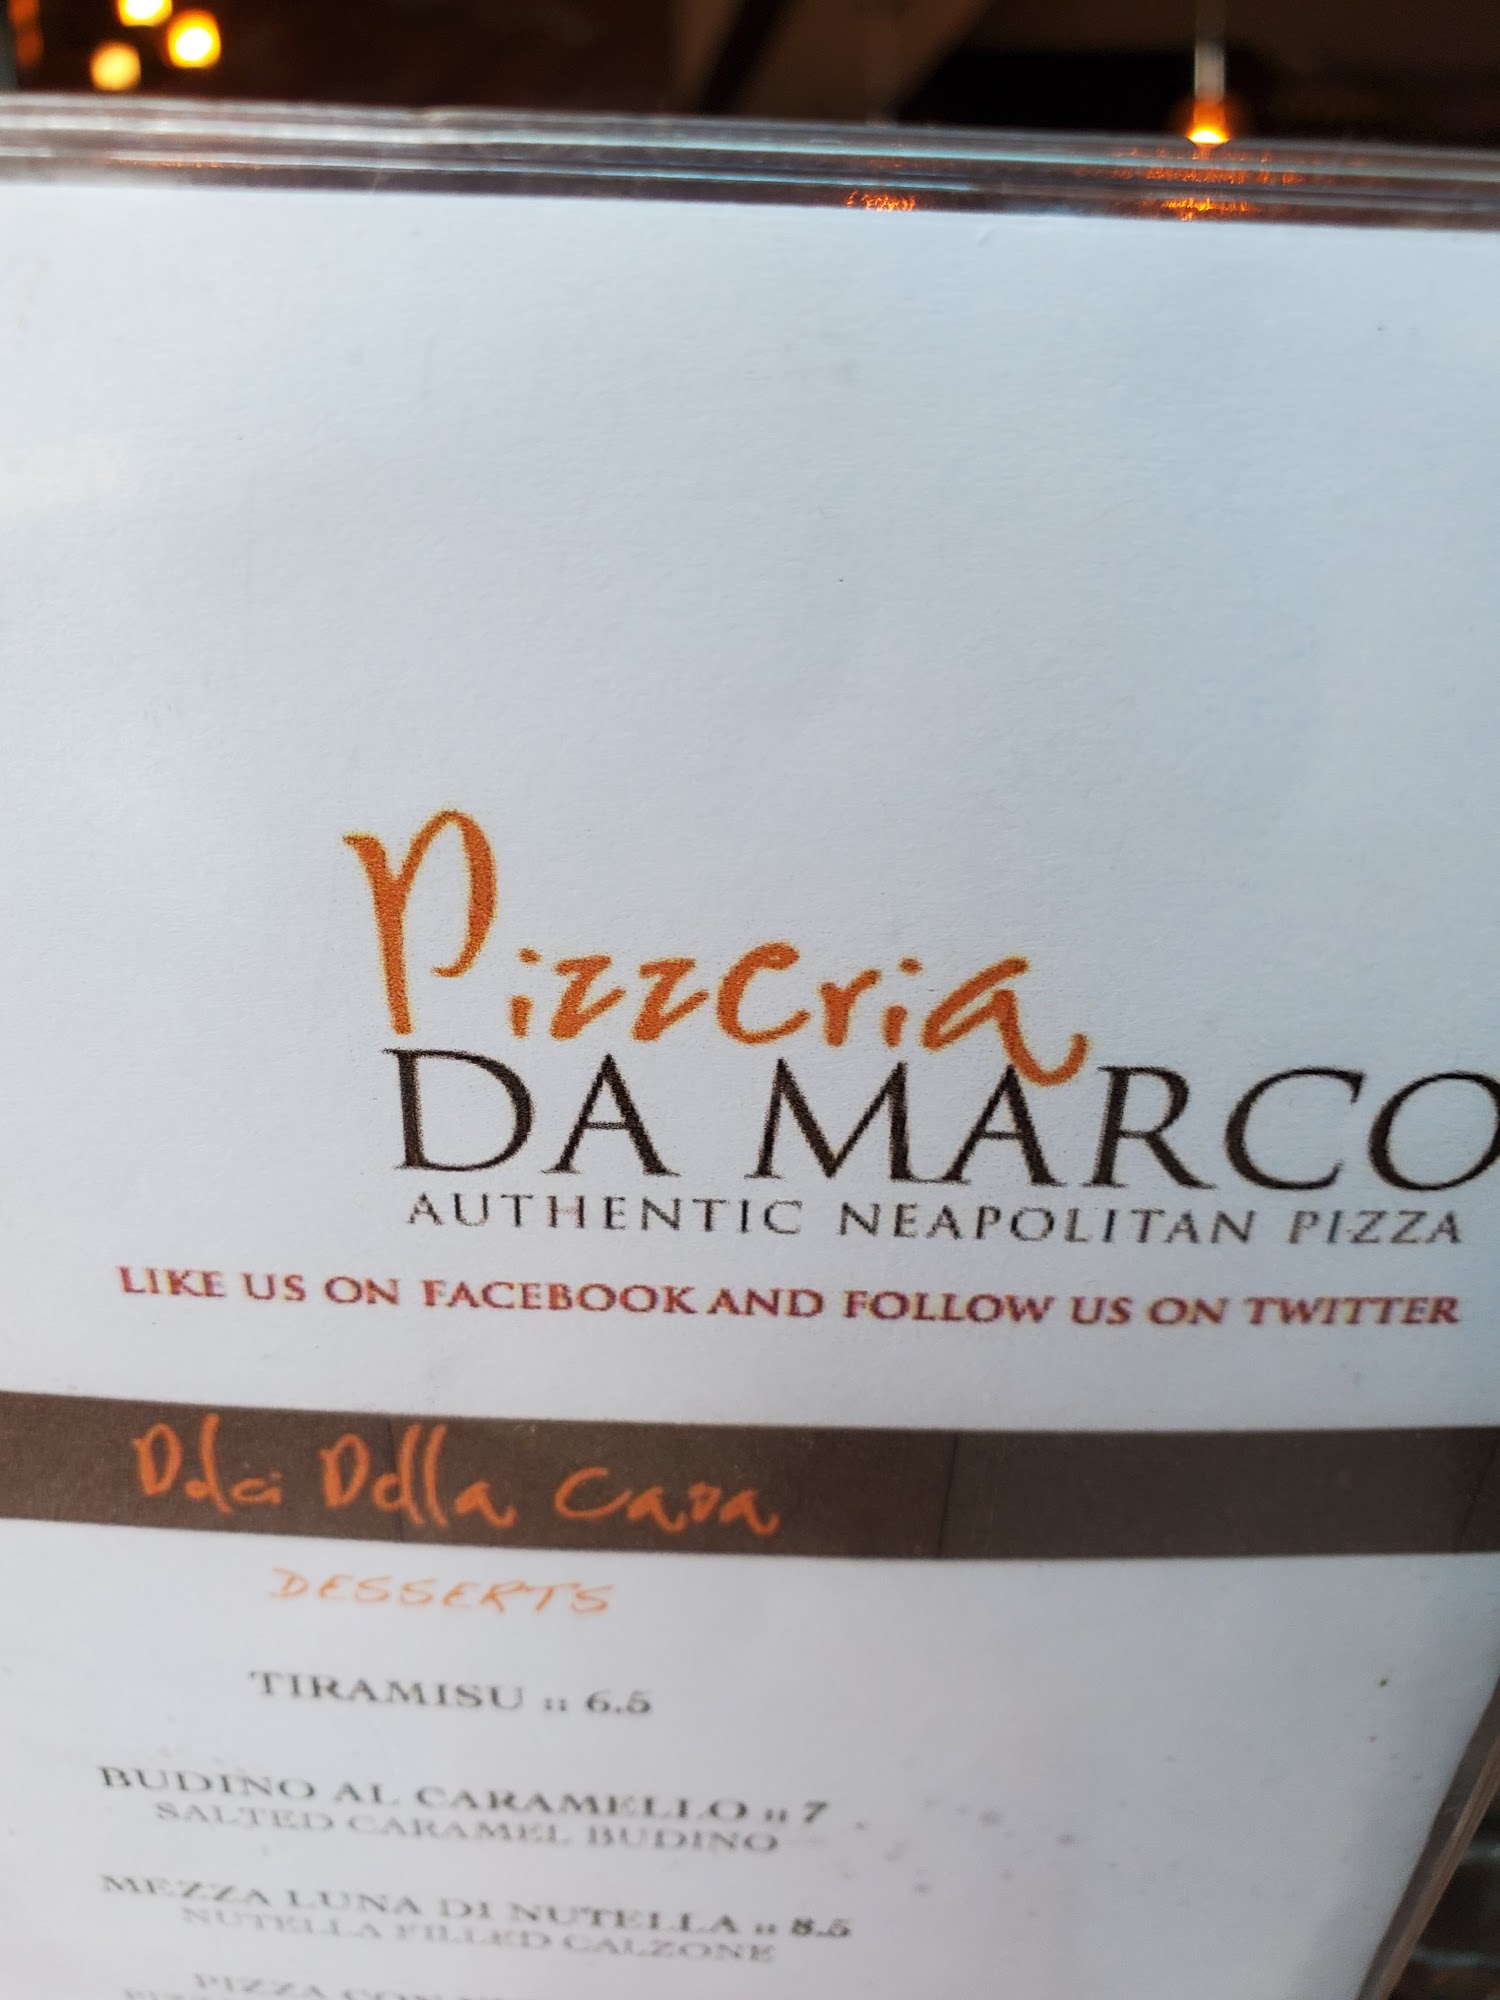 Pizzeria
DA MARCO
AUTHENTIC NEAPOLITAN PIZZA
LIKE US ON FACEBOOK AND FOLLOW US ON TWITTER
Dolci Della Casa
DESSERTS
TIRAMISU :: 6.5
BUDINO AL CARAMELLO :: 7
SALTED CARAMEL BUDINO
MEZZA LUNA DI NUTELLA :: 8.5
NUTELLA FILLED CALZONE
PIZZA CON